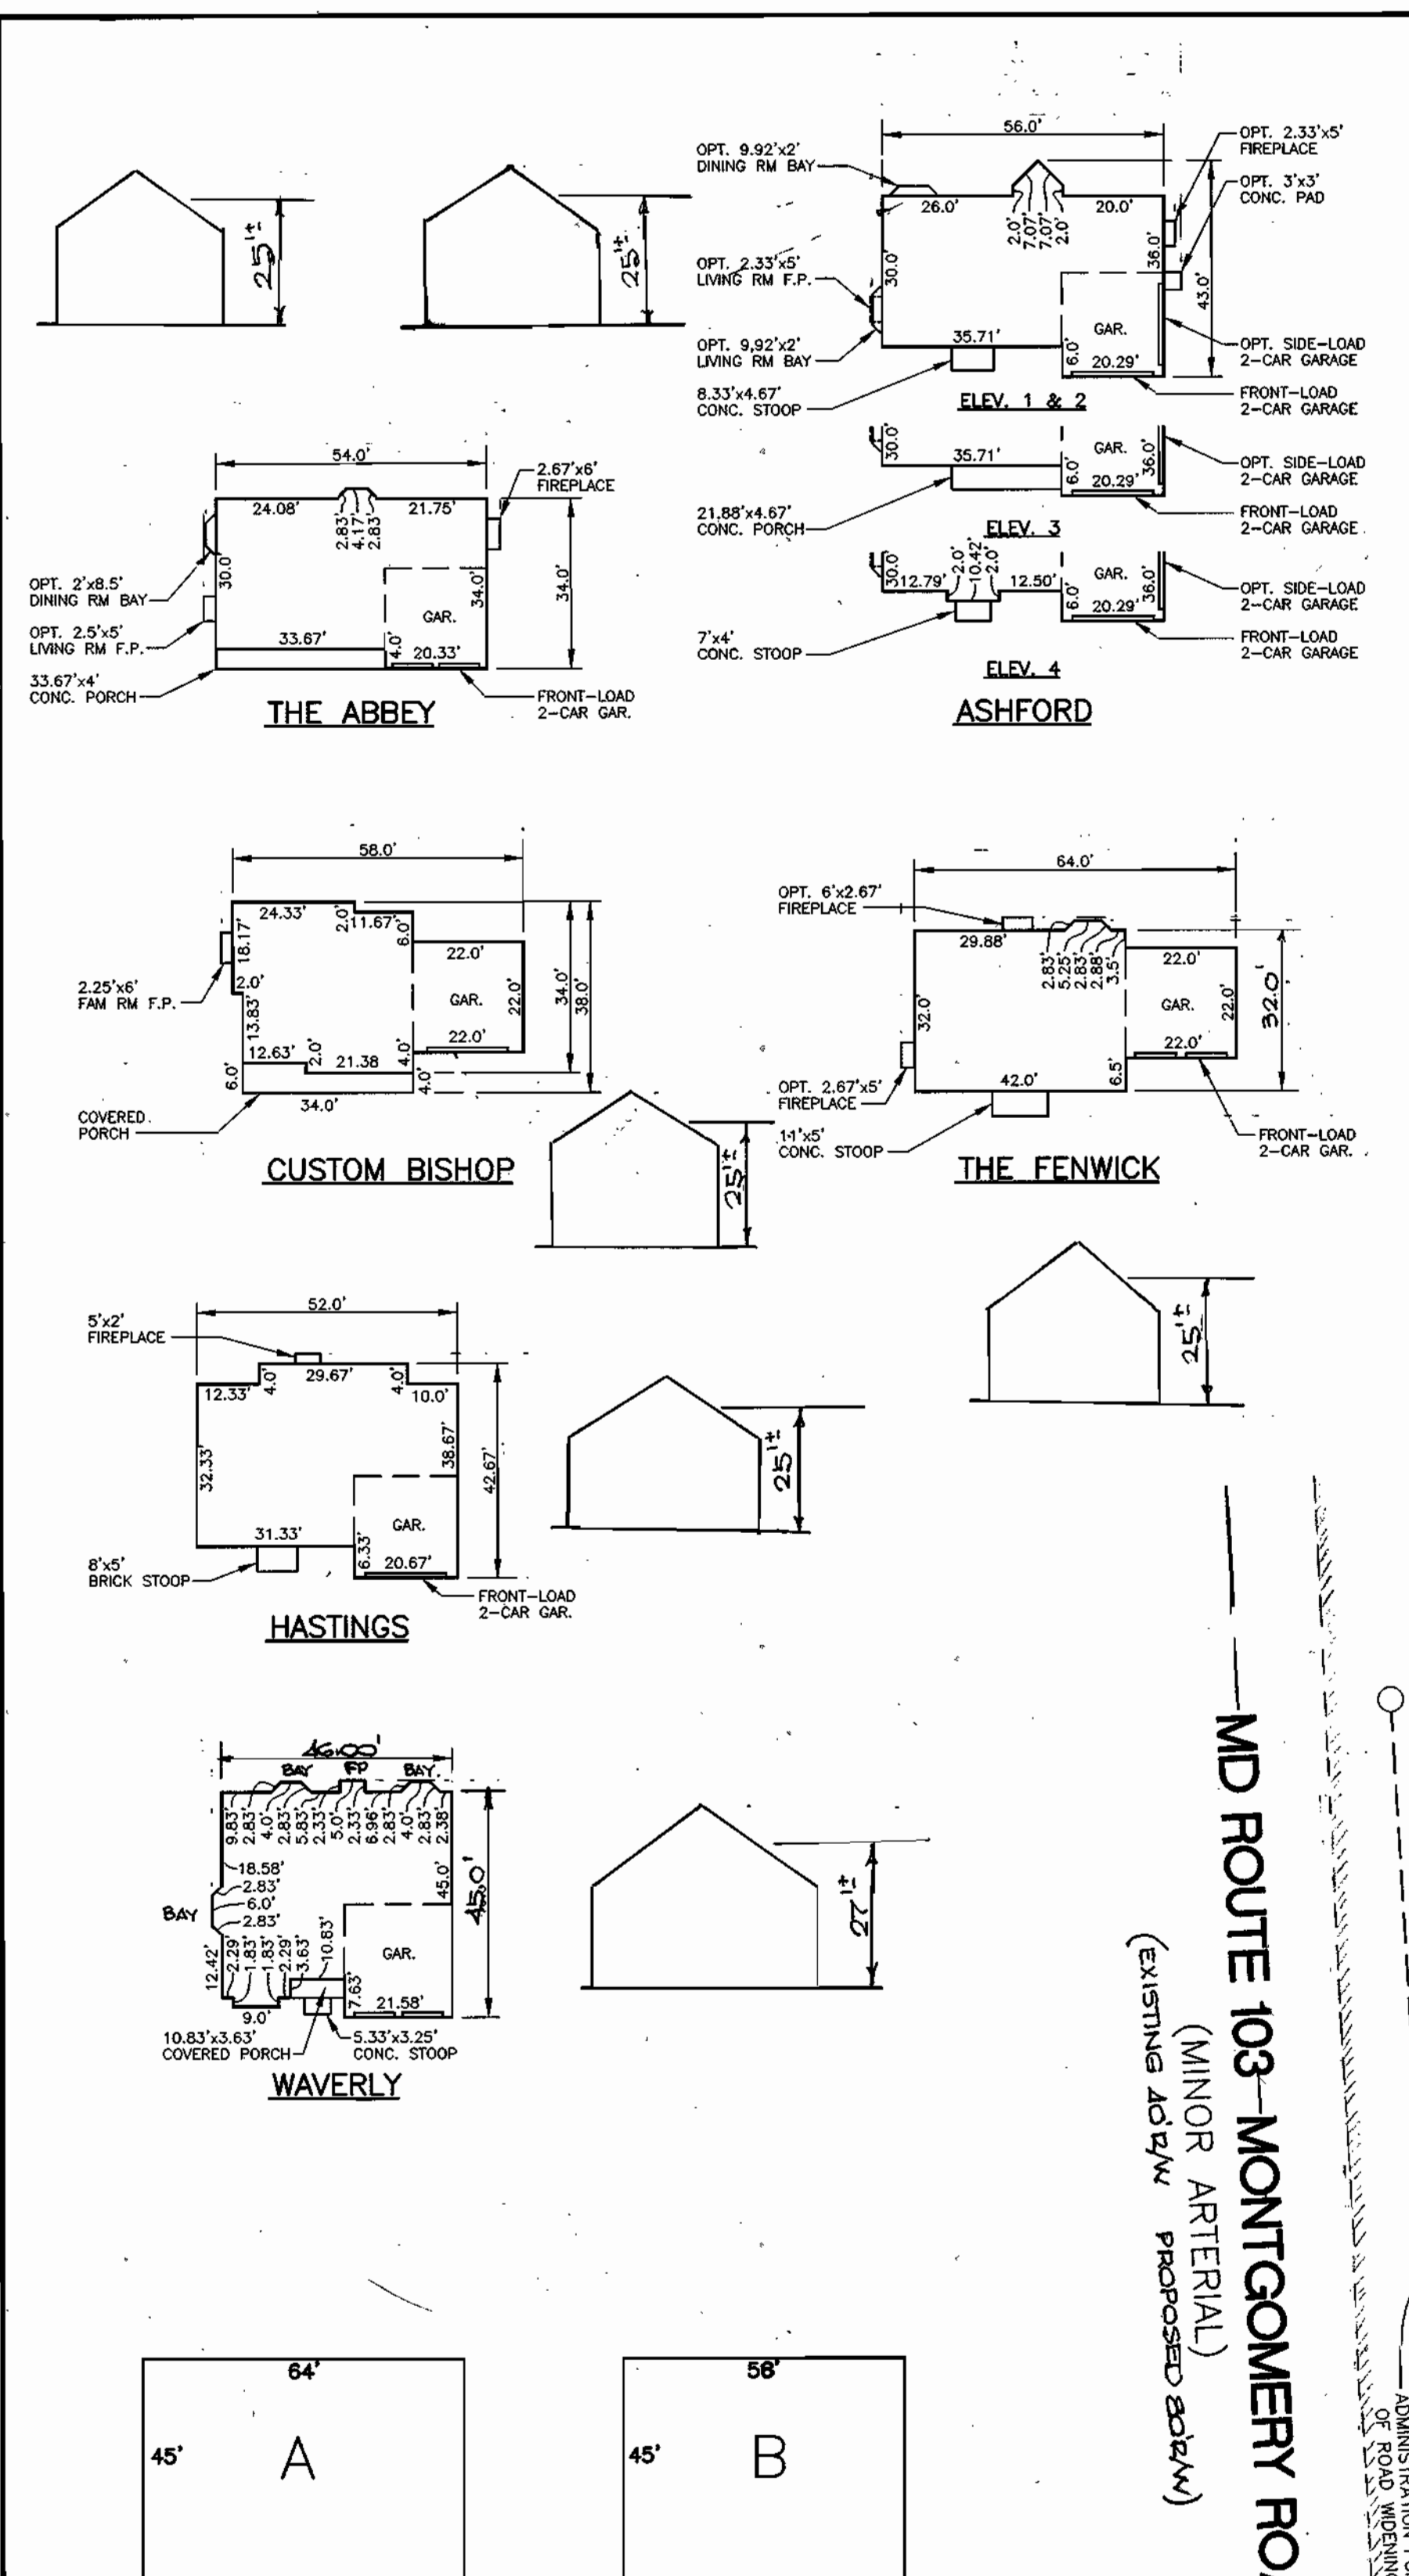 25'±
25'±
56.0'
OPT. 9.92'x2'
DINING RM BAY
OPT. 2.33'x5'
FIREPLACE
OPT. 3'x3'
CONC. PAD
26.0'
2.0'
7.07'
7.07'
2.0'
20.0'
30.0'
36.0'
43.0'
OPT. 2.33'x5'
LIVING RM F.P.
OPT. 9,92'x2'
LIVING RM BAY
35.71'
6.0'
GAR.
20.29'
OPT. SIDE-LOAD
2-CAR GARAGE
8.33'x4.67'
CONC. STOOP
FRONT-LOAD
2-CAR GARAGE
ELEV. 1 & 2
30.0'
35.71'
6.0'
GAR.
20.29'
36.0'
OPT. SIDE-LOAD
2-CAR GARAGE
21.88'x4.67'
CONC. PORCH
FRONT-LOAD
2-CAR GARAGE
ELEV. 3
30.0'
12.79'
2.0'
10.42'
2.0'
12.50'
6.0'
GAR.
20.29'
36.0'
OPT. SIDE-LOAD
2-CAR GARAGE
7'x4'
CONC. STOOP
FRONT-LOAD
2-CAR GARAGE
ELEV. 4
ASHFORD
54.0'
2.67'x6'
FIREPLACE
24.08'
2.83'
4.17'
2.83'
21.75'
30.0'
34.0'
34.0'
OPT. 2'x8.5'
DINING RM BAY
OPT. 2.5'x5'
LIVING RM F.P.
33.67'
4.0'
GAR.
20.33'
33.67'x4'
CONC. PORCH
FRONT-LOAD
2-CAR GAR.
THE ABBEY
58.0'
24.33'
2.0'
11.67'
6.0'
18.17'
22.0'
2.25'x6'
FAM RM F.P.
2.0'
GAR.
22.0'
34.0'
38.0'
13.83'
22.0'
12.63'
2.0'
21.38
4.0'
6.0'
4.0'
34.0'
COVERED
PORCH
CUSTOM BISHOP
25'±
64.0'
OPT. 6'x2.67'
FIREPLACE
29.88'
2.83'
5.25'
2.83'
2.88'
3.5'
22.0'
32.0'
GAR.
22.0'
32.0'
22.0'
OPT. 2.67'x5'
FIREPLACE
42.0'
6.5'
11'x5'
CONC. STOOP
FRONT-LOAD
2-CAR GAR.
THE FENWICK
25'±
52.0'
5'x2'
FIREPLACE
12.33'
4.0'
29.67'
4.0'
10.0'
32.33'
38.67'
42.67'
31.33'
6.33'
GAR.
20.67'
8'x5'
BRICK STOOP
FRONT-LOAD
2-CAR GAR.
HASTINGS
25'±
46.00'
BAY
FP
BAY
9.83'
2.83'
4.0'
2.83'
5.83'
2.33'
5.0'
2.33'
6.96'
2.83'
4.0'
2.83'
2.38'
18.58'
2.83'
6.0'
2.83'
BAY
45.0'
45.0'
12.42'
2.29'
1.83'
1.83'
2.29'
3.63'
10.83'
7.63'
GAR.
21.58'
9.0'
10.83'x3.63'
COVERED PORCH
5.33'x3.25'
CONC. STOOP
WAVERLY
27'±
MD ROUTE 103-MONTGOMERY RO
(MINOR ARTERIAL)
(EXISTING 40'R/W PROPOSED 80'R/W)
OF ROAD WIDENING
64'
45'
A
56'
45'
B